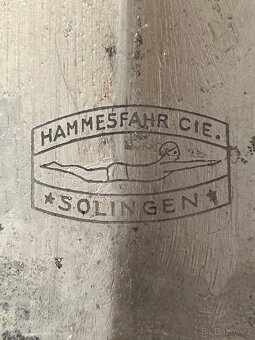 HAMMESFAHR CIE.
★ SOLINGEN ★